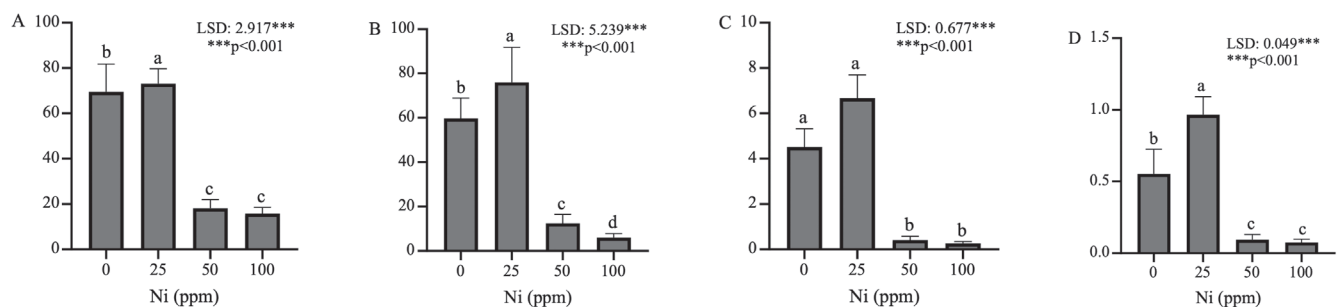 A
LSD: 2.917***
***p<0.001
100
80
60
40
20
0
b
a
c
c
0 25 50 100
Ni (ppm)
B
LSD: 5.239***
***p<0.001
100
80
60
40
20
0
b
a
c
d
0 25 50 100
Ni (ppm)
C
LSD: 0.677***
***p<0.001
10
8
6
4
2
0
a
a
b
b
0 25 50 100
Ni (ppm)
D
LSD: 0.049***
***p<0.001
1.5
1.0
0.5
0.0
b
a
c
c
0 25 50 100
Ni (ppm)